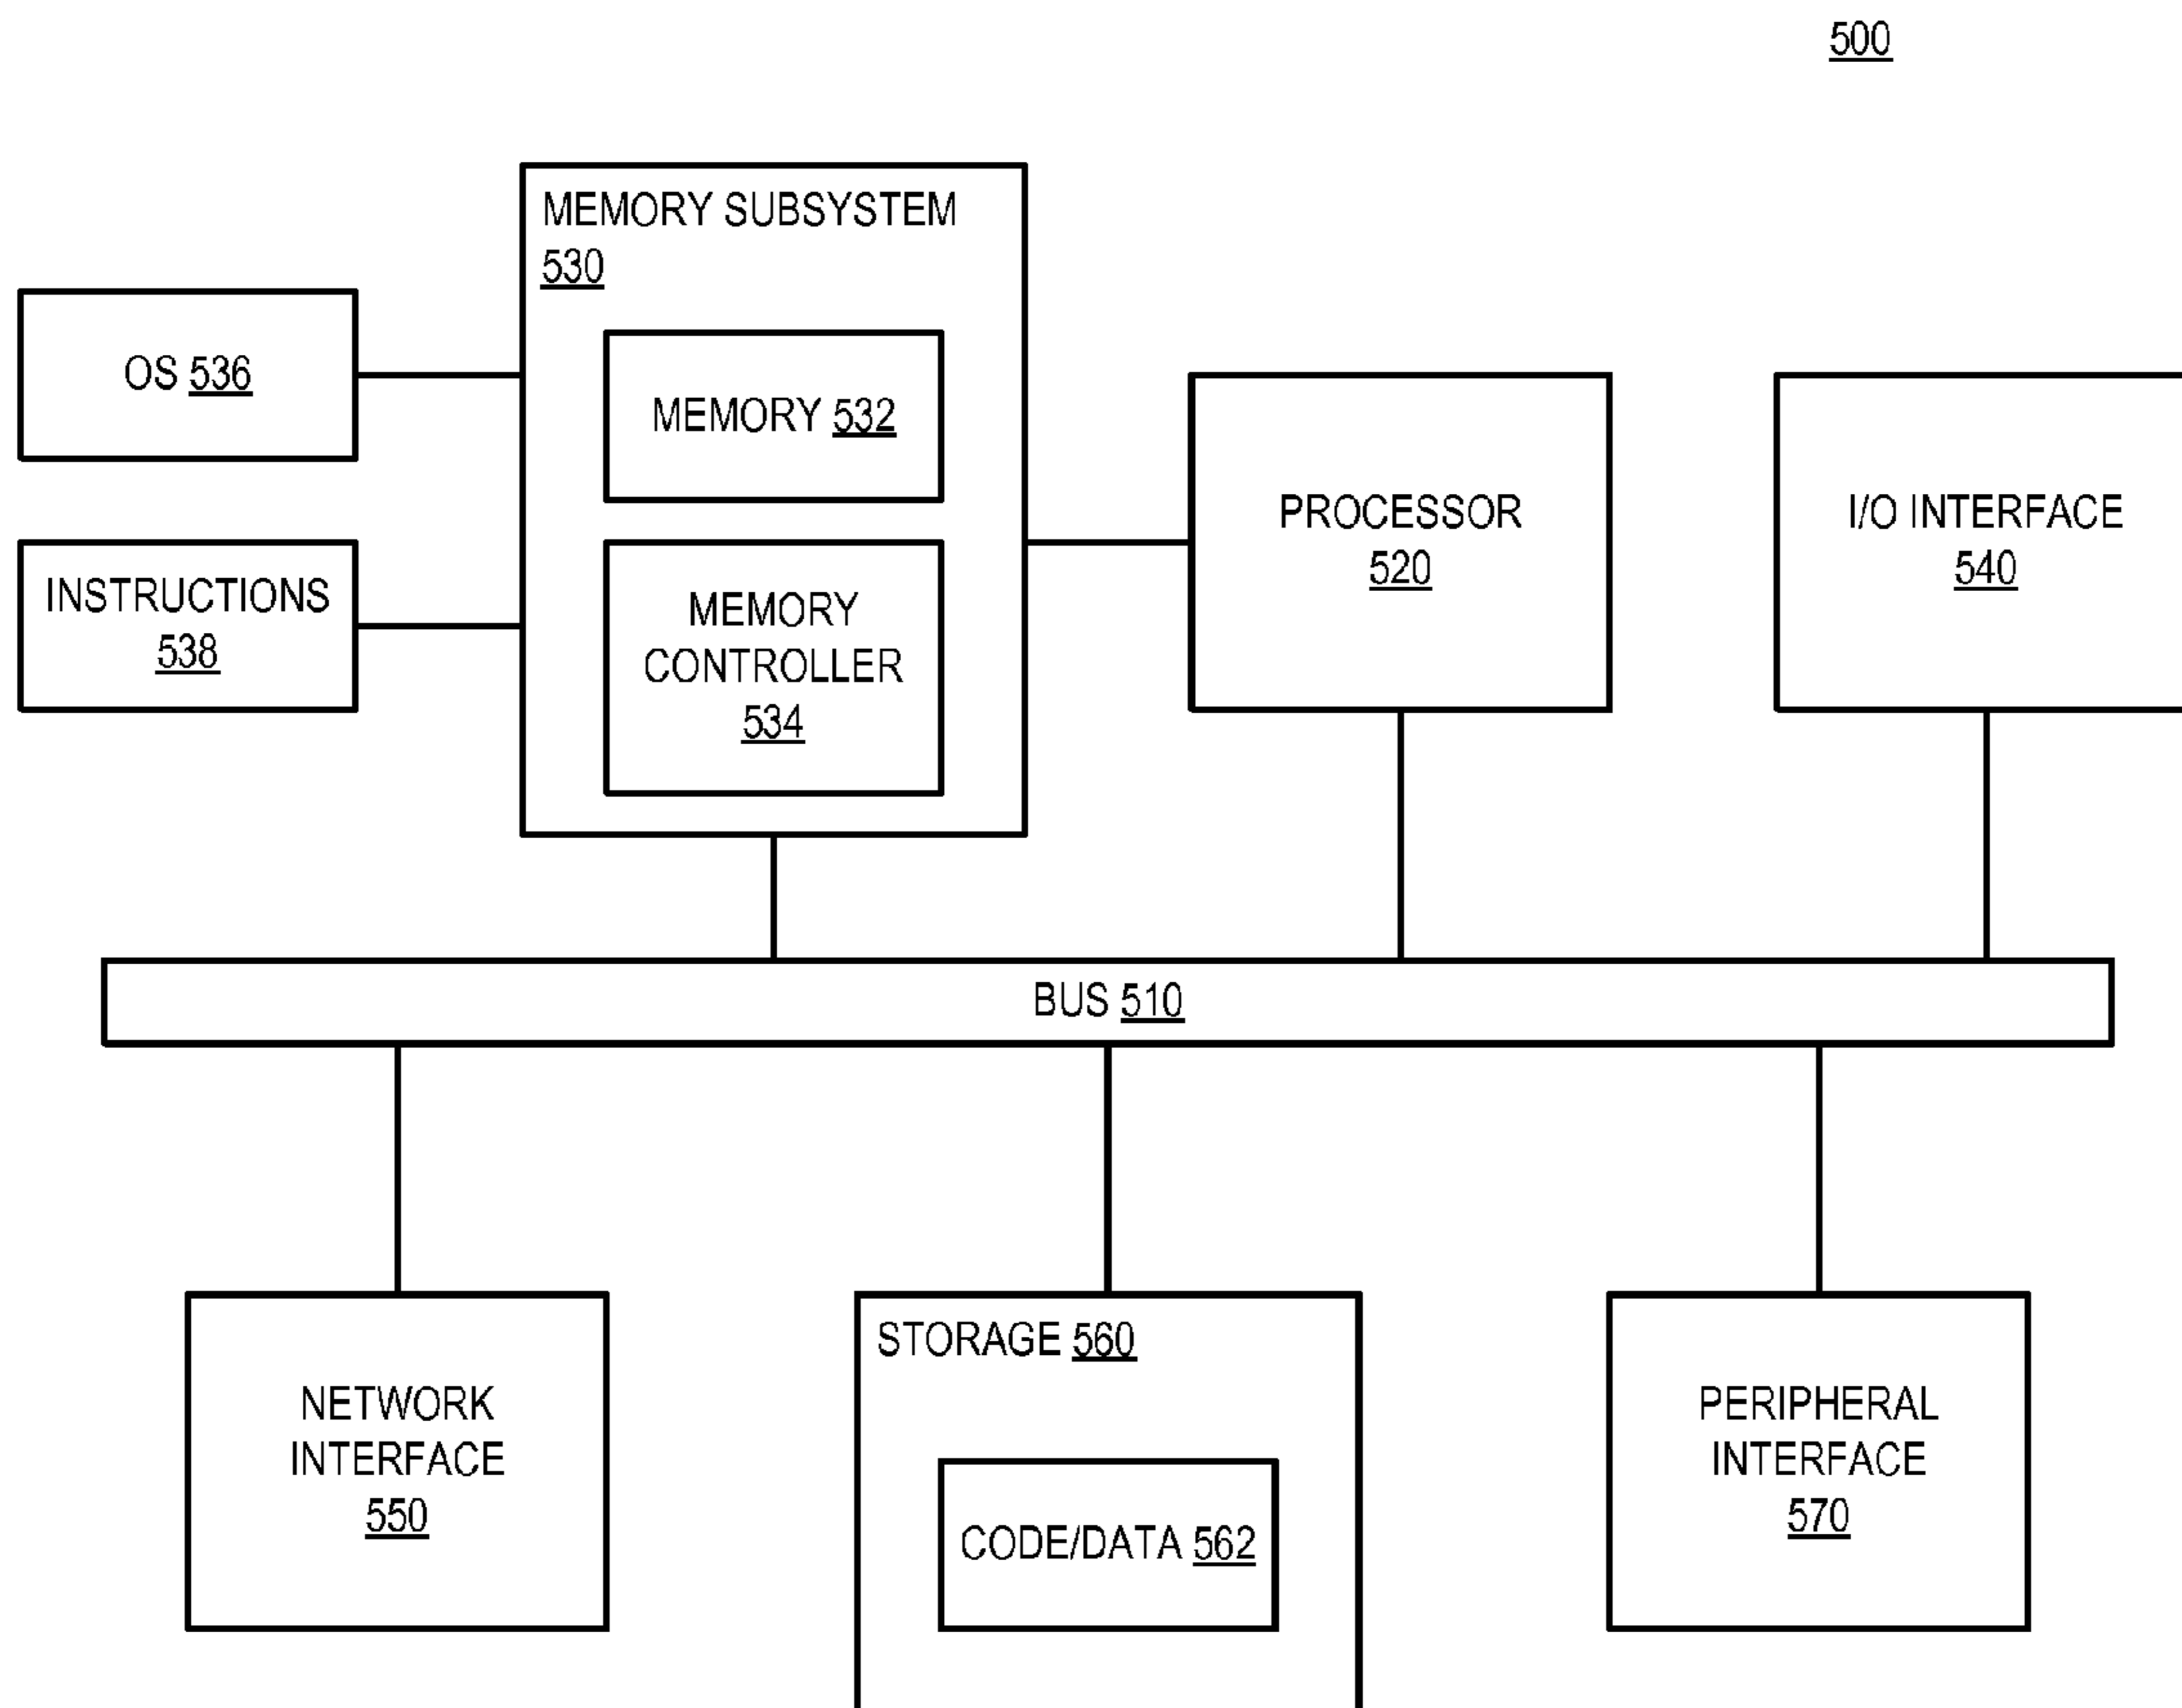 500
MEMORY SUBSYSTEM
530
OS 536
MEMORY 532
INSTRUCTIONS
538
MEMORY
CONTROLLER
534
PROCESSOR
520
I/O INTERFACE
540
BUS 510
NETWORK
INTERFACE
550
STORAGE 560
CODE/DATA 562
PERIPHERAL
INTERFACE
570